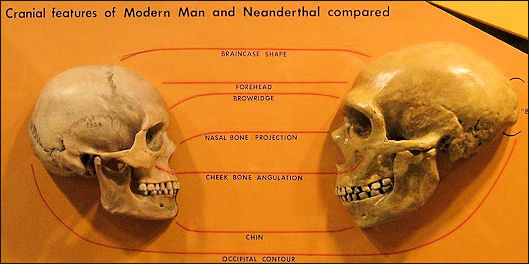 Cranial features of Modern Man and Neanderthal compared
BRAINCASE SHAPE
FOREHEAD
BROWRIDGE
NASAL BONE PROJECTION
CHEEK BONE ANGULATION
CHIN
OCCIPITAL CONTOUR